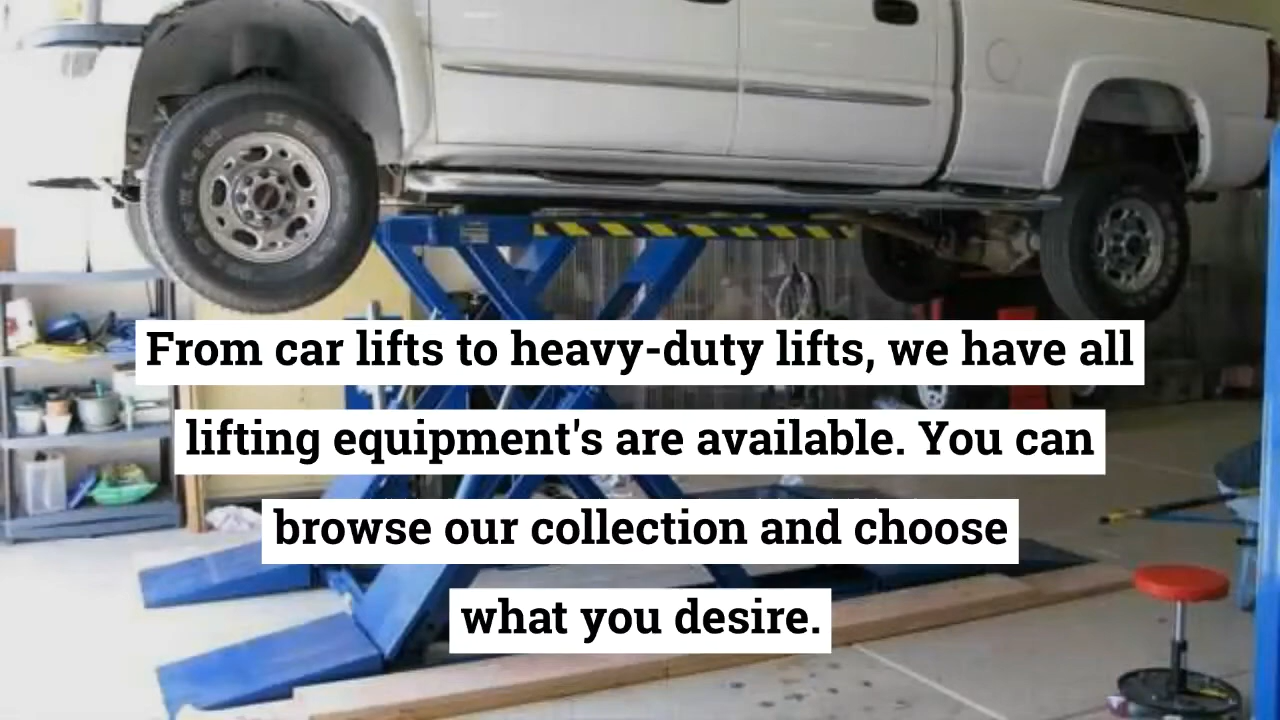 From car lifts to heavy-duty lifts, we have all
lifting equipment's are available. You can
browse our collection and choose
what you desire.